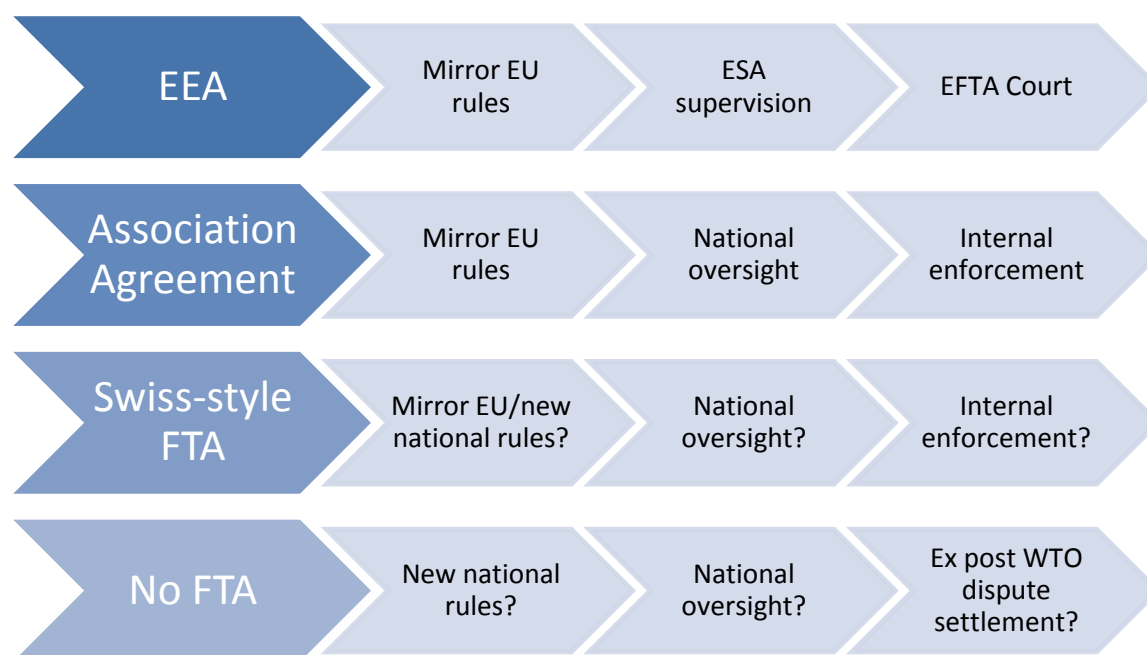 EEA
Mirror EU
rules
ESA
supervision
EFTA Court
Association
Agreement
Mirror EU
rules
National
oversight
Internal
enforcement
Swiss-style
FTA
Mirror EU/new
national rules?
National
oversight?
Internal
enforcement?
No FTA
New national
rules?
National
oversight?
Ex post WTO
dispute
settlement?